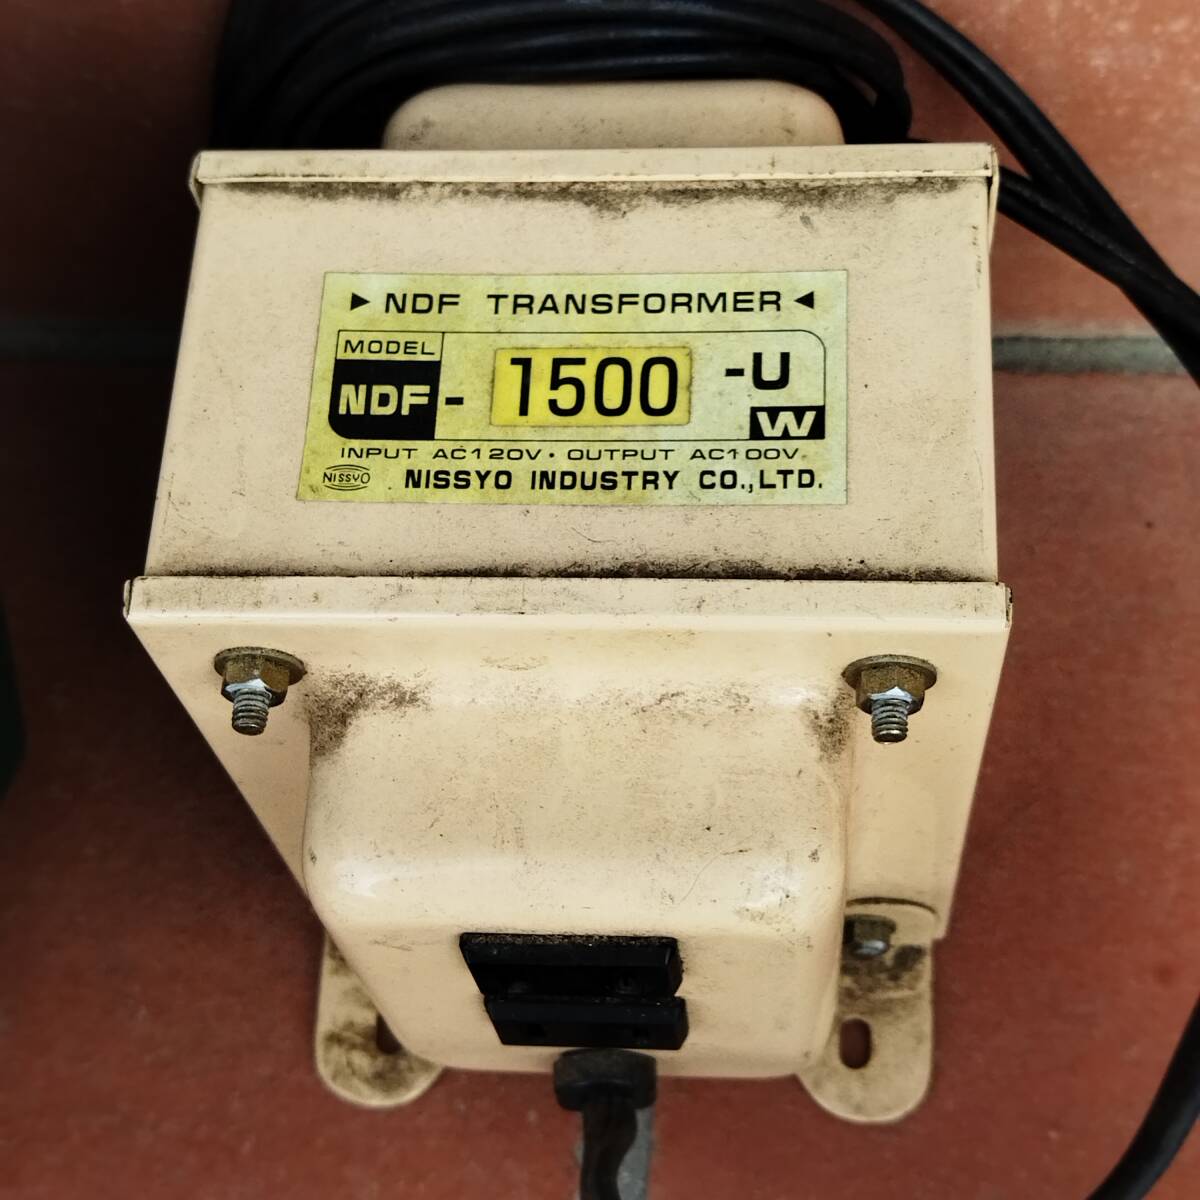 ▶ NDF TRANSFORMER ◀
MODEL
NDF- 1500 -U
W
INPUT AC120V・OUTPUT AC100V
NISSYO NISSYO INDUSTRY CO.,LTD.